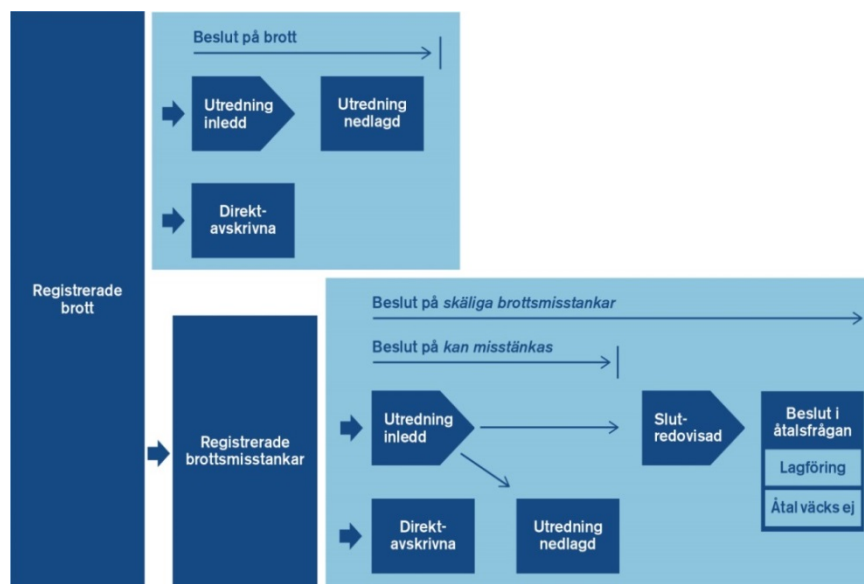 Registrerade
brott
Beslut på brott
Utredning
inledd
Utredning
nedlagd
Direkt-
avskrivna
Registrerade
brottsmisstankar
Beslut på skäliga brottsmisstankar
Beslut på kan misstänkas
Utredning
inledd
Slut-
redovisad
Beslut i
åtalsfrågan
Lagföring
Åtal väcks ej
Direkt-
avskrivna
Utredning
nedlagd